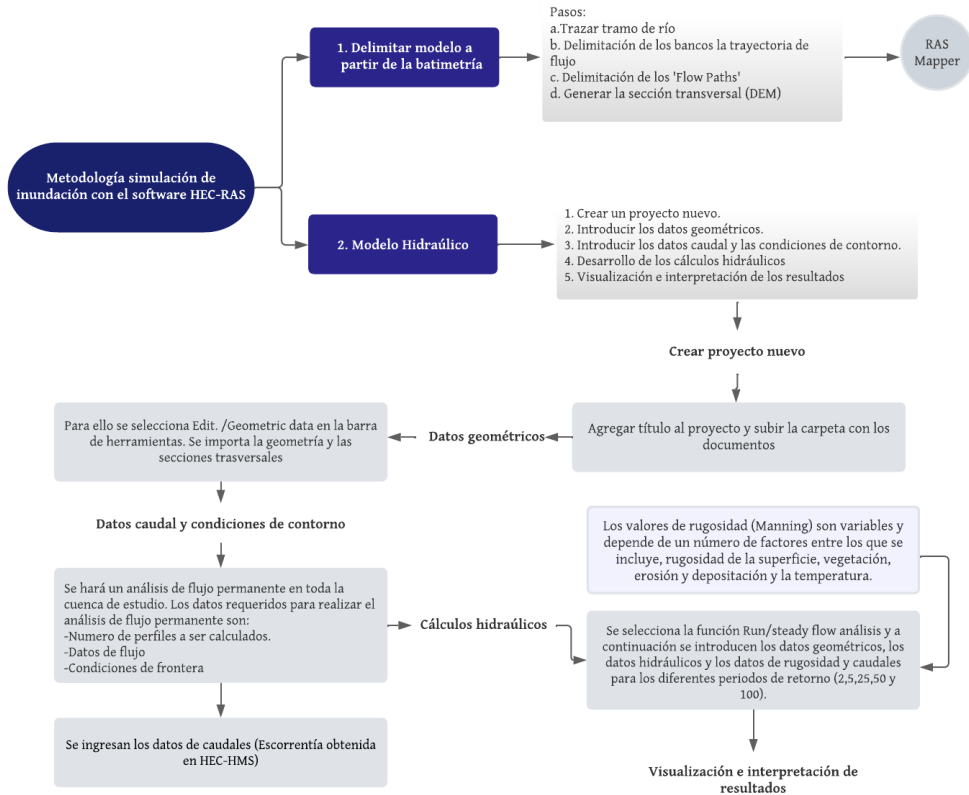 Metodología simulación de
inundación con el software HEC-RAS
1. Delimitar modelo a
partir de la batimetría
Pasos:
a.Trazar tramo de río
b. Delimitación de los bancos la trayectoria de
flujo
c. Delimitación de los 'Flow Paths'
d. Generar la sección transversal (DEM)
RAS
Mapper
2. Modelo Hidraúlico
1. Crear un proyecto nuevo.
2. Introducir los datos geométricos.
3. Introducir los datos caudal y las condiciones de contorno.
4. Desarrollo de los cálculos hidráulicos
5. Visualización e interpretación de los resultados
Crear proyecto nuevo
Agregar título al proyecto y subir la carpeta con los
documentos
Datos geométricos
Para ello se selecciona Edit. /Geometric data en la barra
de herramientas. Se importa la geometría y las
secciones trasversales
Datos caudal y condiciones de contorno
Se hará un análisis de flujo permanente en toda la
cuenca de estudio. Los datos requeridos para realizar el
análisis de flujo permanente son:
-Numero de perfiles a ser calculados.
-Datos de flujo
-Condiciones de frontera
Se ingresan los datos de caudales (Escorrentía obtenida
en HEC-HMS)
Cálculos hidráulicos
Los valores de rugosidad (Manning) son variables y
depende de un número de factores entre los que se
incluye, rugosidad de la superficie, vegetación,
erosión y depositación y la temperatura.
Se selecciona la función Run/steady flow análisis y a
continuación se introducen los datos geométricos, los
datos hidráulicos y los datos de rugosidad y caudales
para los diferentes periodos de retorno (2,5,25,50 y
100).
Visualización e interpretación de
resultados